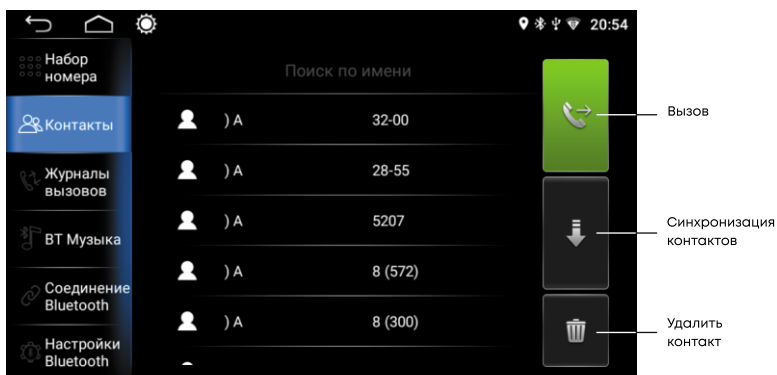 20:54
Набор
номера
Контакты
Журналы
вызовов
ВТ Музыка
Соединение
Bluetooth
Настройки
Bluetooth
Поиск по имени
) А 32-00
) А 28-55
) А 5207
) А 8 (572)
) А 8 (300)
Вызов
Синхронизация
контактов
Удалить
контакт